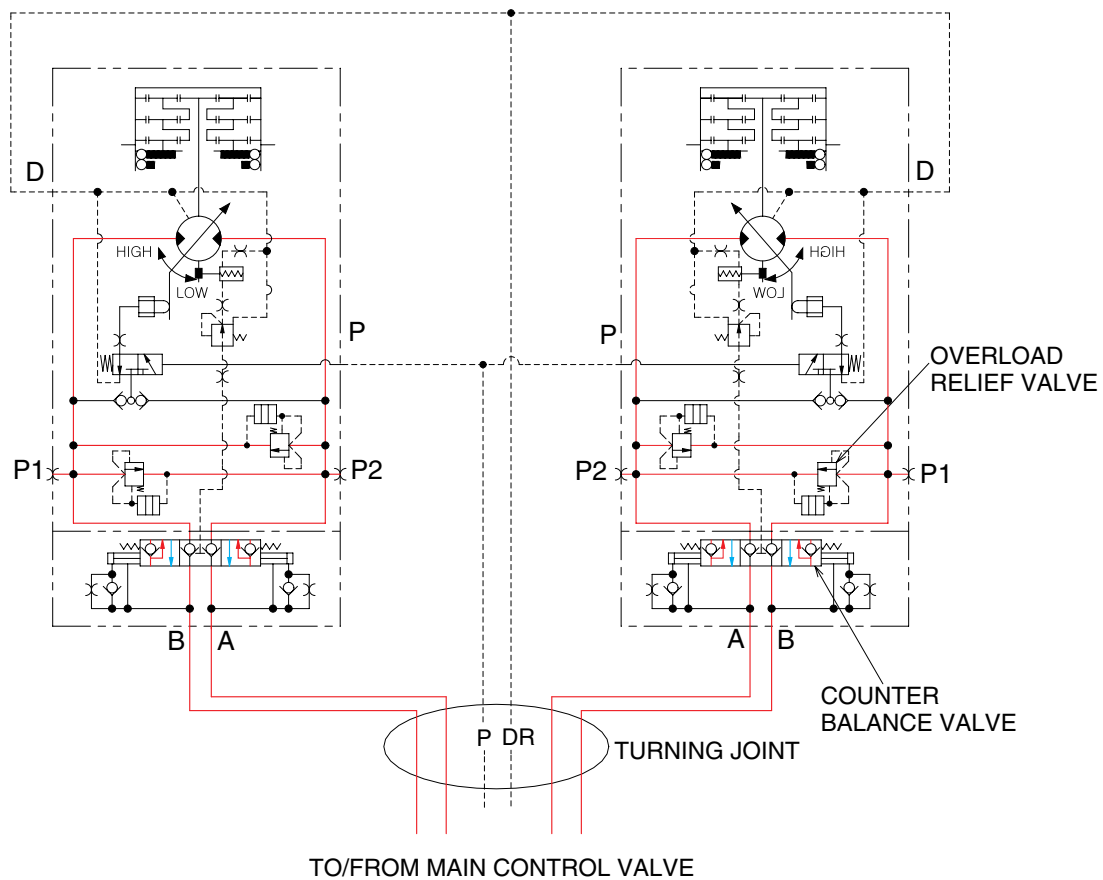 D
D
HIGH
LOW
HIGH
LOW
P
P
OVERLOAD
RELIEF VALVE
P1
P2
P2
P1
B
A
A
B
COUNTER
BALANCE VALVE
P
DR
TURNING JOINT
TO/FROM MAIN CONTROL VALVE